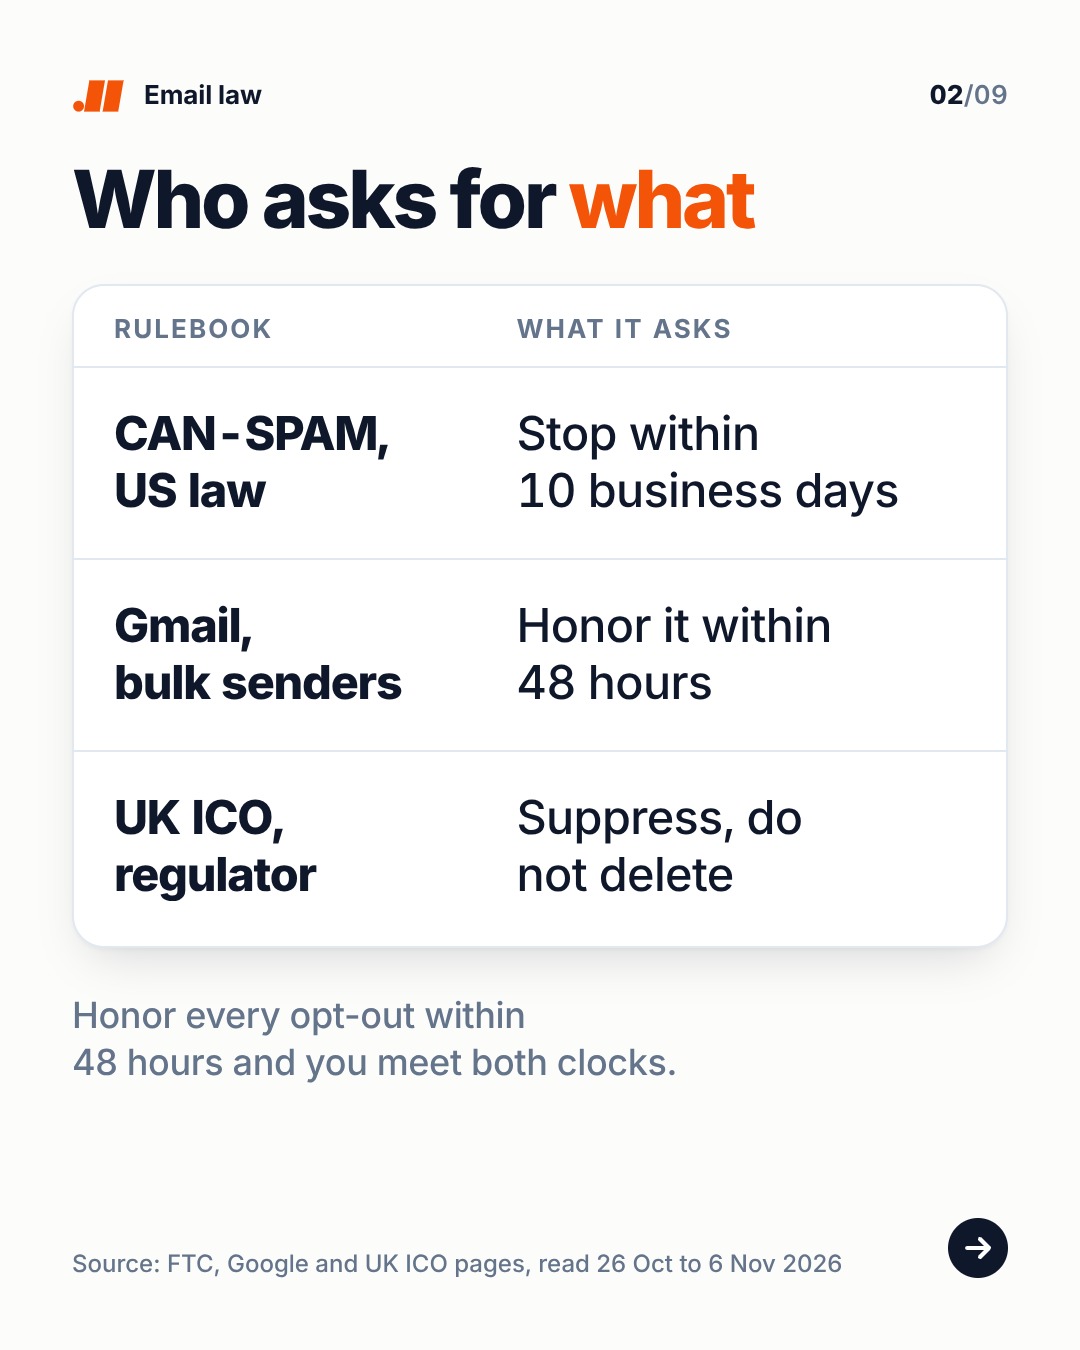 Email law
02/09
Who asks for what
RULEBOOK
WHAT IT ASKS
CAN-SPAM,
US law
Stop within
10 business days
Gmail,
bulk senders
Honor it within
48 hours
UK ICO,
regulator
Suppress, do
not delete
Honor every opt-out within
48 hours and you meet both clocks.
Source: FTC, Google and UK ICO pages, read 26 Oct to 6 Nov 2026